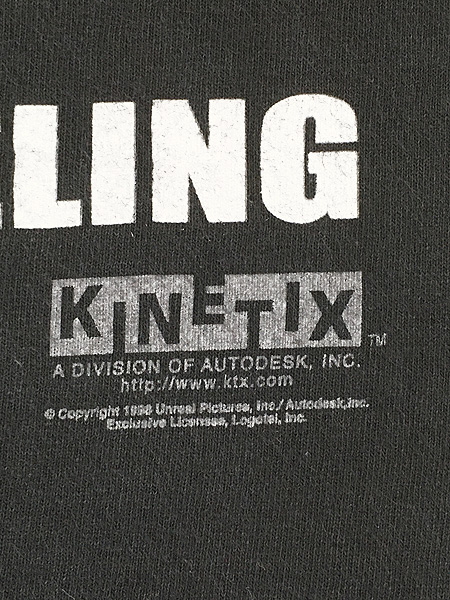 LING
KiNETIX TM
A DIVISION OF AUTODESK, INC.
http://www.ktx.com
© Copyright 1998 Unreal Pictures, Inc./ Autodesk,Inc.
Exclusive Licensee, Logotel, Inc.